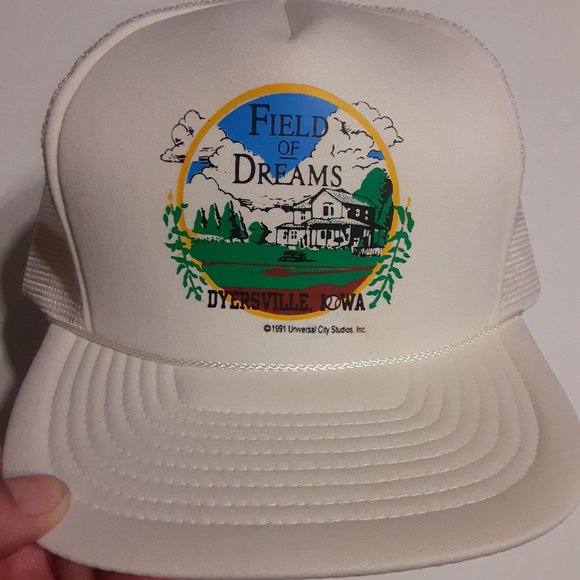 FIELD
OF
DREAMS
DYERSVILLE, IOWA
©1991 Universal City Studios, Inc.